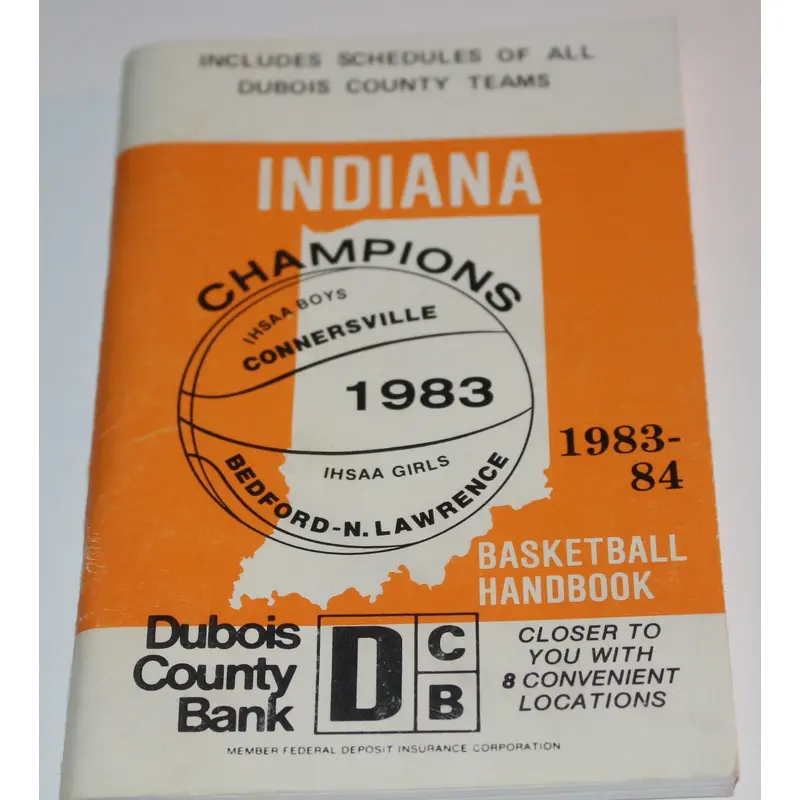 INCLUDES SCHEDULES OF ALL
DUBOIS COUNTY TEAMS
INDIANA
CHAMPIONS
IHSAA BOYS
CONNERSVILLE
1983
IHSAA GIRLS
BEDFORD-N. LAWRENCE
1983-
84
BASKETBALL
HANDBOOK
Dubois
County
Bank
D C
B
CLOSER TO
YOU WITH
8 CONVENIENT
LOCATIONS
MEMBER FEDERAL DEPOSIT INSURANCE CORPORATION